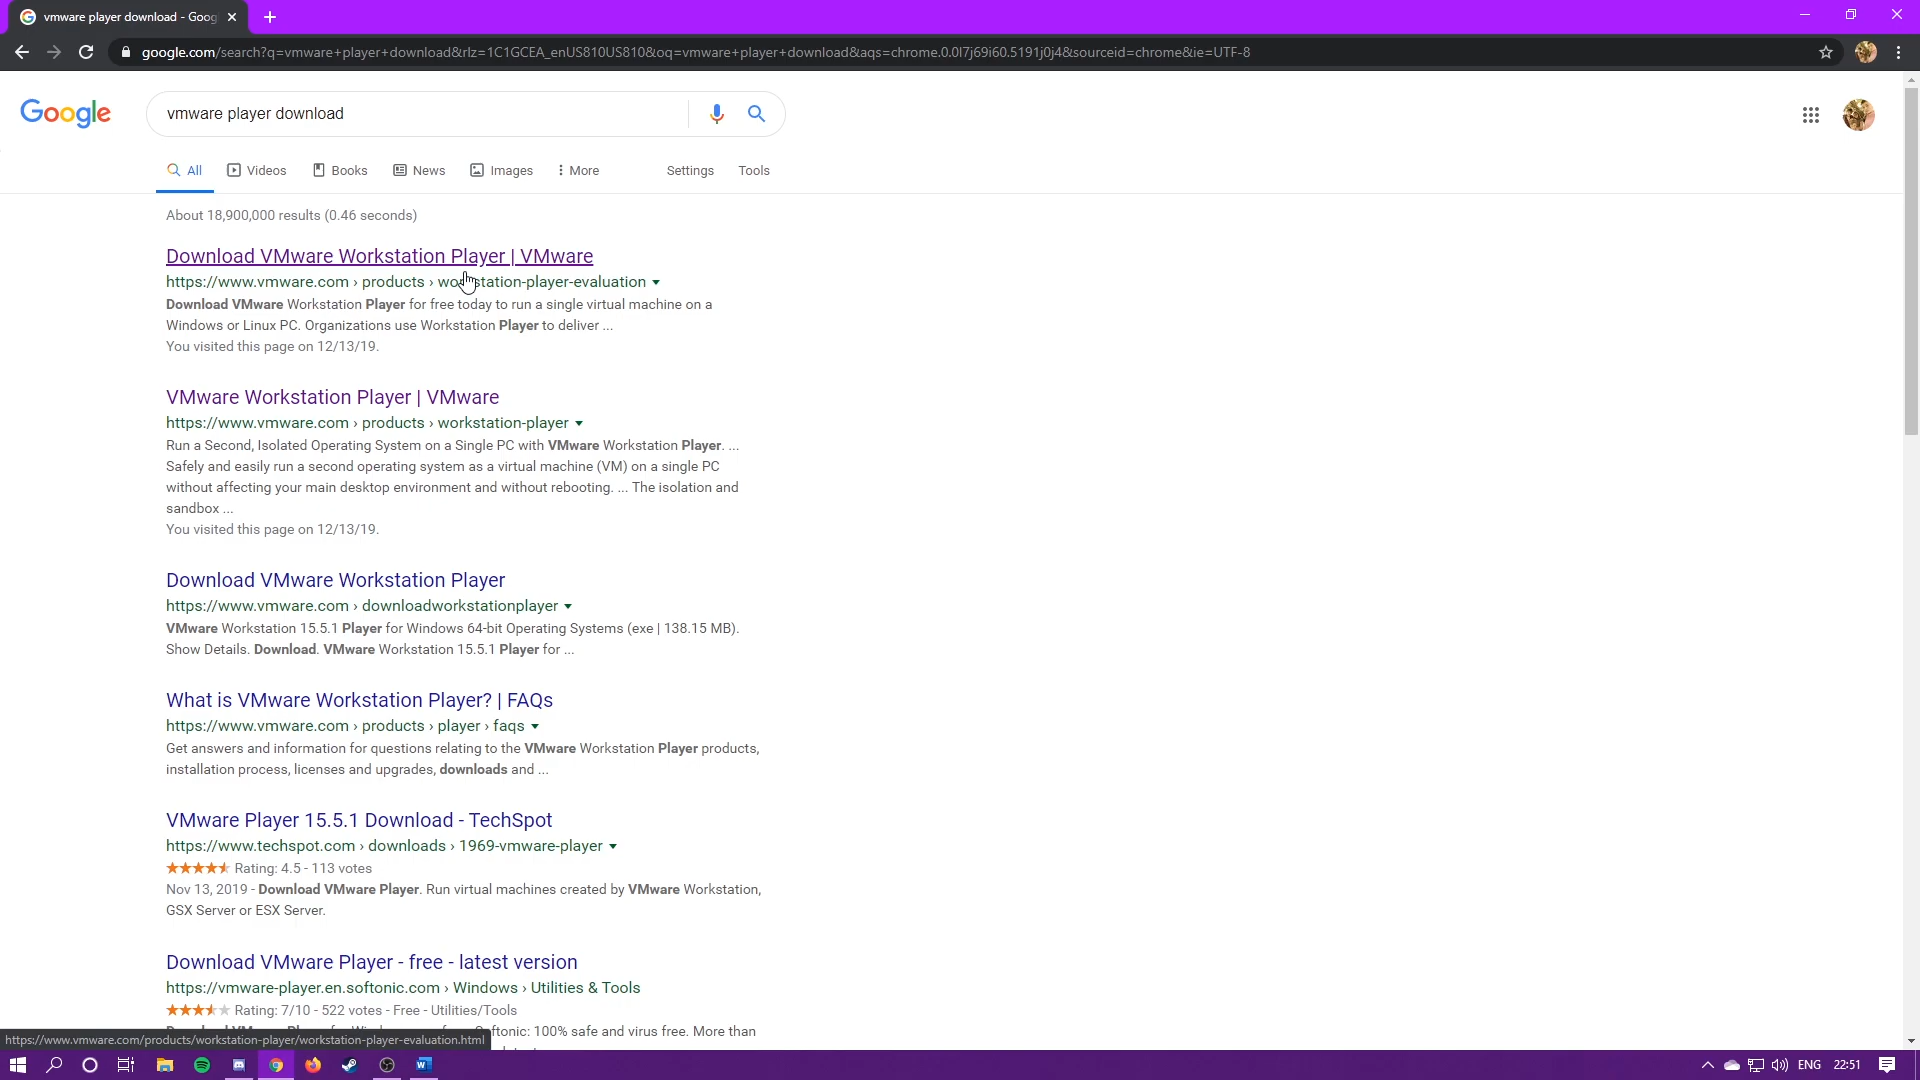 vmware player download - Goog
google.com/search?q=vmware+player+download&rlz=1C1GCEA_enUS810US810&oq=vmware+player+download&aqs=chrome.0.0l7j69i60.5191j0j4&sourceid=chrome&ie=UTF-8
Google
vmware player download
All Videos Books News Images More Settings Tools
About 18,900,000 results (0.46 seconds)
Download VMware Workstation Player | VMware
https://www.vmware.com › products › workstation-player-evaluation
Download VMware Workstation Player for free today to run a single virtual machine on a
Windows or Linux PC. Organizations use Workstation Player to deliver ...
You visited this page on 12/13/19.
VMware Workstation Player | VMware
https://www.vmware.com › products › workstation-player
Run a Second, Isolated Operating System on a Single PC with VMware Workstation Player. ...
Safely and easily run a second operating system as a virtual machine (VM) on a single PC
without affecting your main desktop environment and without rebooting. ... The isolation and
sandbox ...
You visited this page on 12/13/19.
Download VMware Workstation Player
https://www.vmware.com › downloadworkstationplayer
VMware Workstation 15.5.1 Player for Windows 64-bit Operating Systems (exe | 138.15 MB).
Show Details. Download. VMware Workstation 15.5.1 Player for ...
What is VMware Workstation Player? | FAQs
https://www.vmware.com › products › player › faqs
Get answers and information for questions relating to the VMware Workstation Player products,
installation process, licenses and upgrades, downloads and ...
VMware Player 15.5.1 Download - TechSpot
https://www.techspot.com › downloads › 1969-vmware-player
Rating: 4.5 - 113 votes
Nov 13, 2019 - Download VMware Player. Run virtual machines created by VMware Workstation,
GSX Server or ESX Server.
Download VMware Player - free - latest version
https://vmware-player.en.softonic.com › Windows › Utilities & Tools
Rating: 7/10 - 522 votes - Free - Utilities/Tools
ftonic: 100% safe and virus free. More than
https://www.vmware.com/products/workstation-player/workstation-player-evaluation.html
ENG 22:51